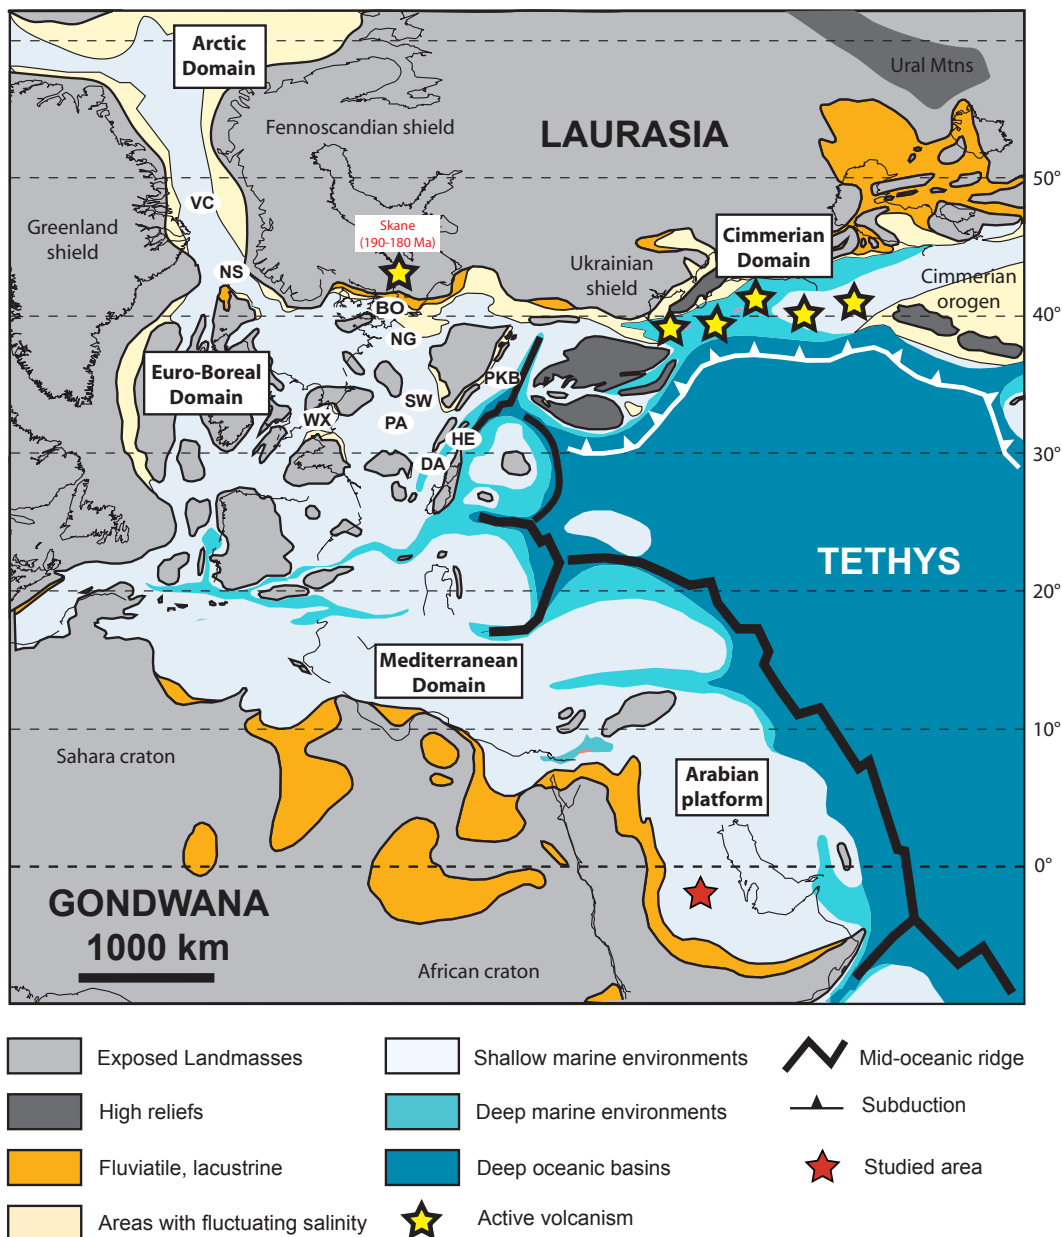 Arctic
Domain
Ural Mtns
Fennoscandian shield
LAURASIA
50°
VC
Greenland
shield
Skane
(190-180 Ma)
Cimmerian
Domain
NS
Ukrainian
shield
Cimmerian
orogen
BO
40°
NG
Euro-Boreal
Domain
PKB
SW
WX
PA
HE
DA
30°
TETHYS
20°
Mediterranean
Domain
10°
Sahara craton
Arabian
platform
0°
GONDWANA
1000 km
African craton
Exposed Landmasses
Shallow marine environments
Mid-oceanic ridge
High reliefs
Deep marine environments
Subduction
Fluviatile, lacustrine
Deep oceanic basins
Studied area
Areas with fluctuating salinity
Active volcanism